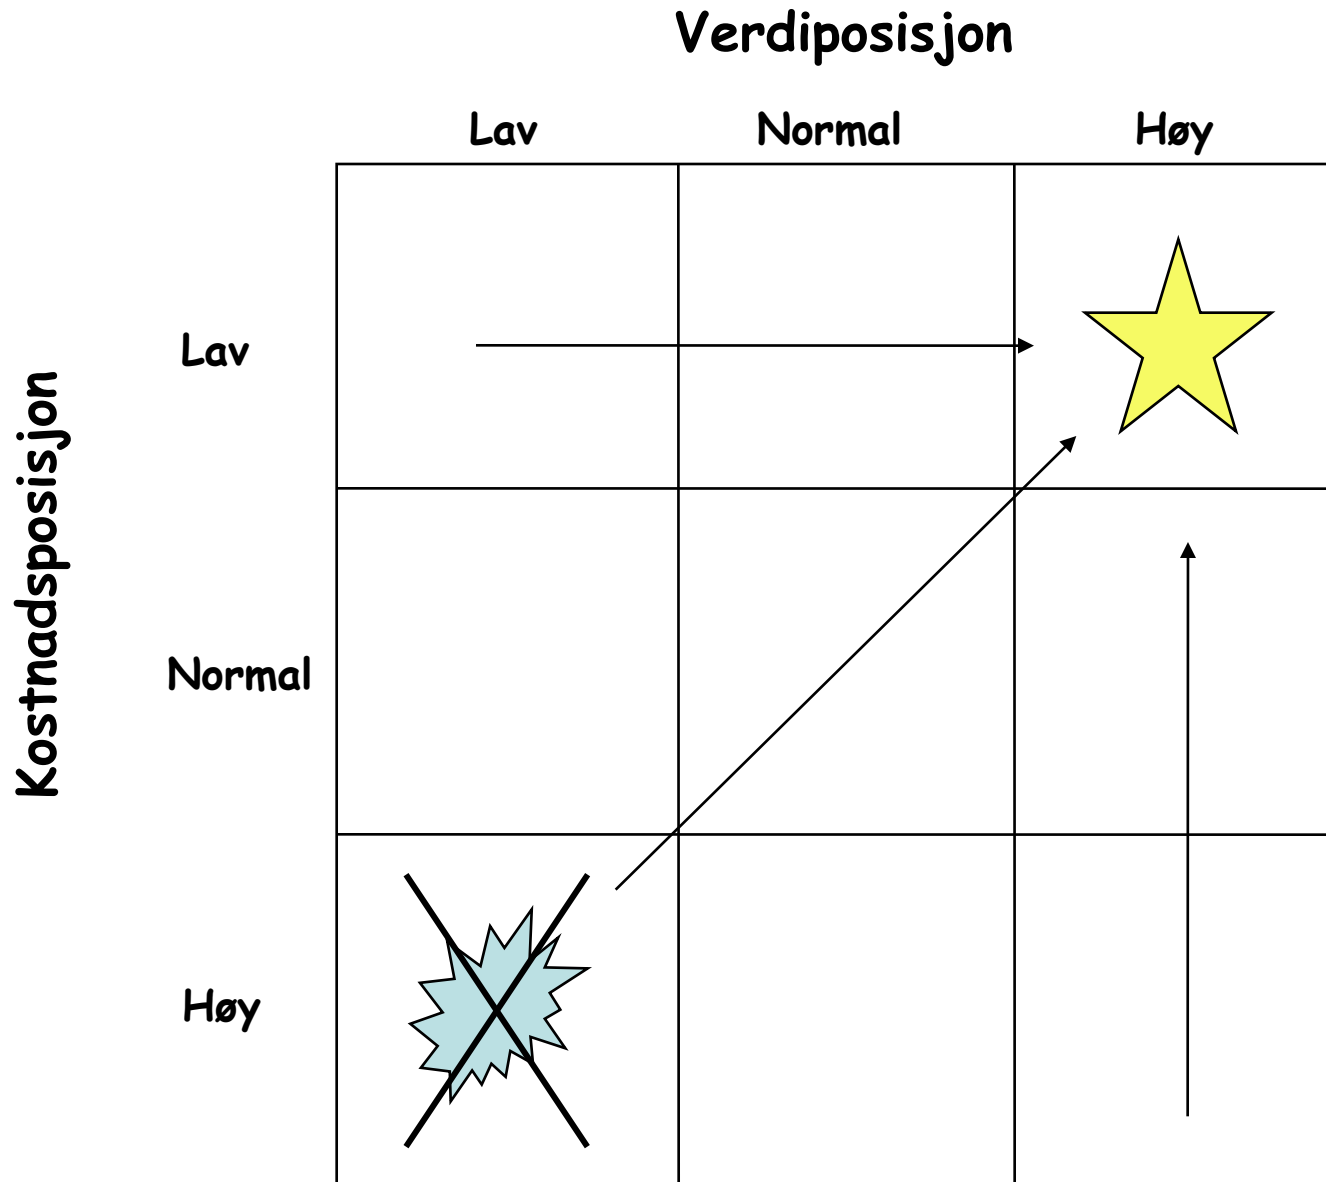 Verdiposisjon
Lav Normal Høy
Kostnadsposisjon
Lav
Normal
Høy